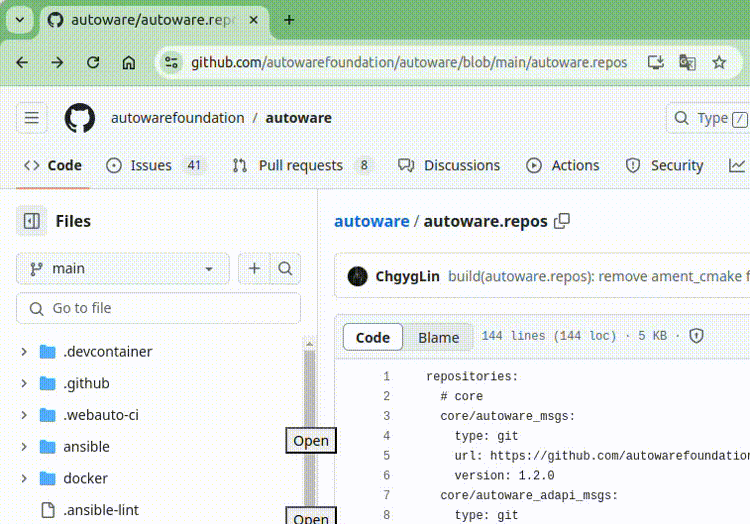 autoware/autoware.rep
github.com/autowarefoundation/autoware/blob/main/autoware.repos
autowarefoundation / autoware
Type /
Code
Issues 41
Pull requests 8
Discussions
Actions
Security
Files
main
Go to file
.devcontainer
.github
.webauto-ci
ansible
docker
.ansible-lint
autoware / autoware.repos
ChgygLin build(autoware.repos): remove ament_cmake f
Code Blame 144 lines (144 loc) · 5 KB ·
1 repositories:
2 # core
3 core/autoware_msgs:
4 type: git
5 url: https://github.com/autowarefoundation
6 version: 1.2.0
7 core/autoware_adapi_msgs:
8 type: git
Open
Open